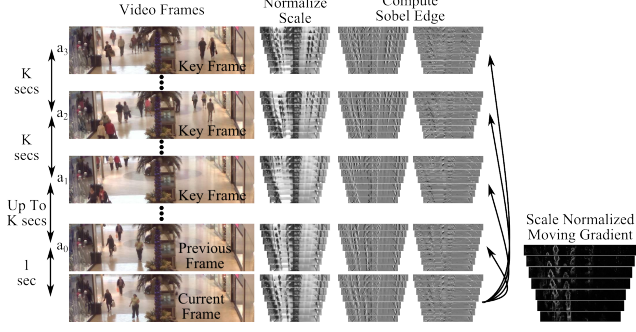 Video Frames
Normalize
Scale
Compute
Sobel Edge
a3
Key Frame
K
secs
a2
Key Frame
K
secs
a1
Key Frame
Up To
K secs
a0
Previous
Frame
1
sec
Current
Frame
Scale Normalized
Moving Gradient